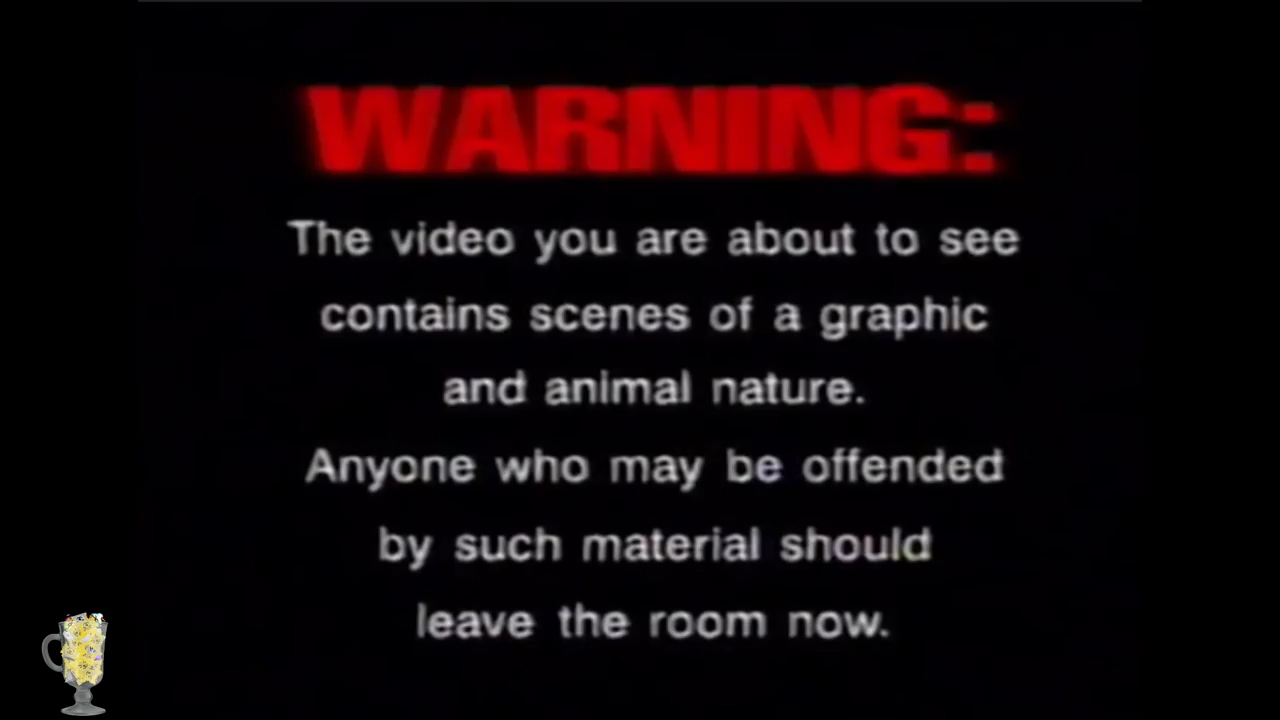 WARNING:
The video you are about to see
contains scenes of a graphic
and animal nature.
Anyone who may be offended
by such material should
leave the room now.